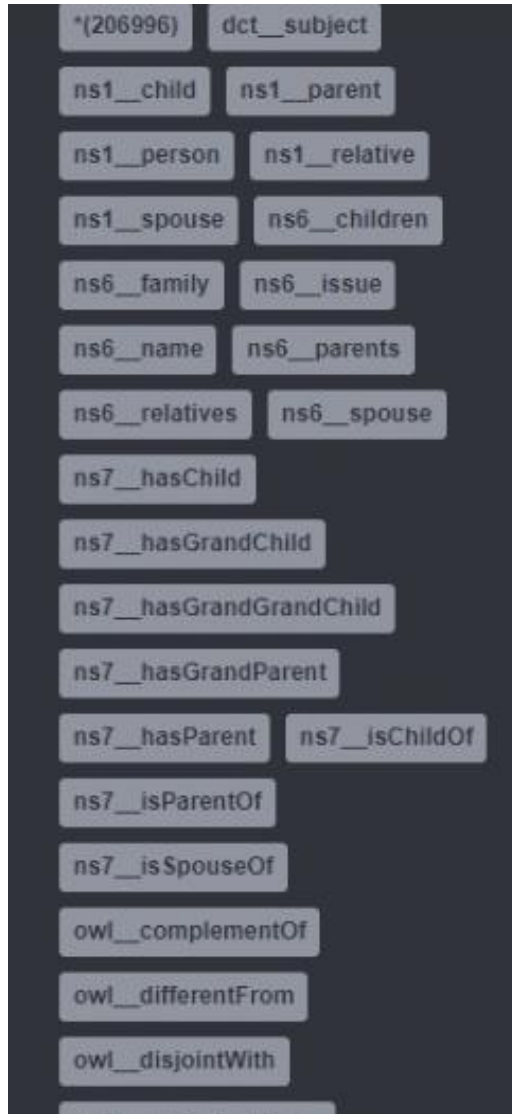 *(206996) dct__subject
ns1__child ns1__parent
ns1__person ns1__relative
ns1__spouse ns6__children
ns6__family ns6__issue
ns6__name ns6__parents
ns6__relatives ns6__spouse
ns7__hasChild
ns7__hasGrandChild
ns7__hasGrandGrandChild
ns7__hasGrandParent
ns7__hasParent ns7__isChildOf
ns7__isParentOf
ns7__isSpouseOf
owl__complementOf
owl__differentFrom
owl__disjointWith